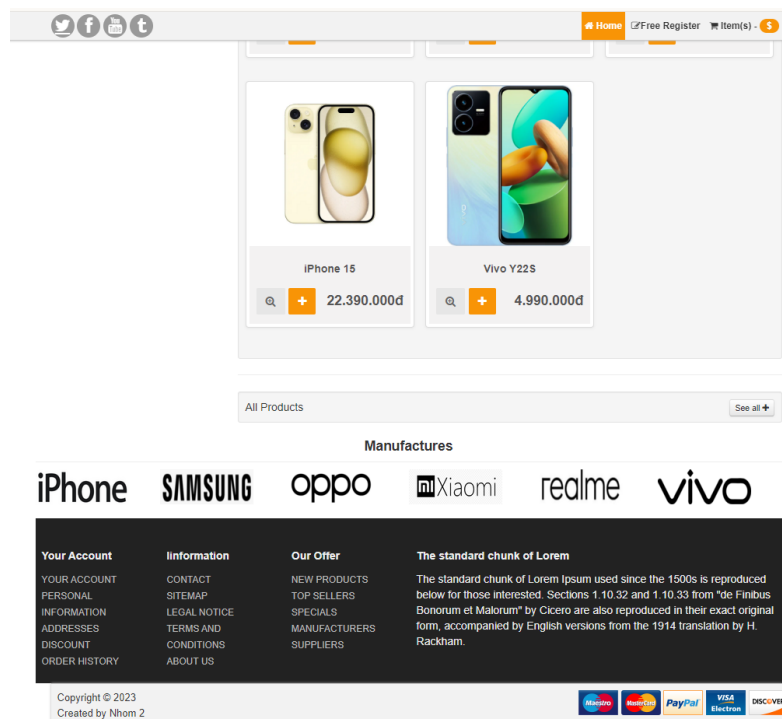 Home Free Register Item(s) - $
iPhone 15
22.390.000đ
Vivo Y22S
4.990.000đ
All Products
See all
Manufactures
iPhone SAMSUNG oppo Xiaomi realme vivo
Your Account
YOUR ACCOUNT
PERSONAL
INFORMATION
ADDRESSES
DISCOUNT
ORDER HISTORY
Iinformation
CONTACT
SITEMAP
LEGAL NOTICE
TERMS AND
CONDITIONS
ABOUT US
Our Offer
NEW PRODUCTS
TOP SELLERS
SPECIALS
MANUFACTURERS
SUPPLIERS
The standard chunk of Lorem
The standard chunk of Lorem Ipsum used since the 1500s is reproduced
below for those interested. Sections 1.10.32 and 1.10.33 from "de Finibus
Bonorum et Malorum" by Cicero are also reproduced in their exact original
form, accompanied by English versions from the 1914 translation by H.
Rackham.
Copyright © 2023
Created by Nhom 2
Maestro MasterCard PayPal VISA Electron DISCOVER